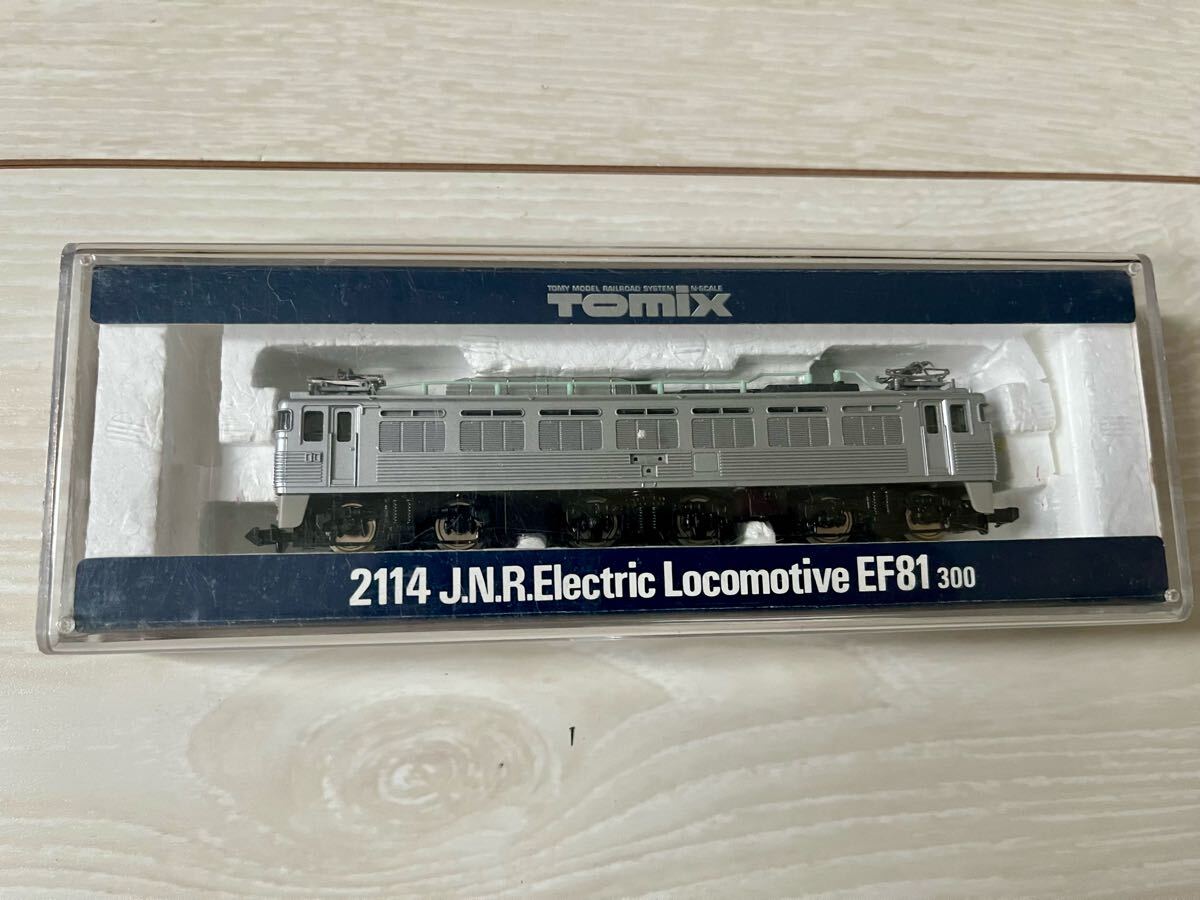 TOMY MODEL RAILROAD SYSTEM N-SCALE
TOMIX
2114 J.N.R.Electric Locomotive EF81 300